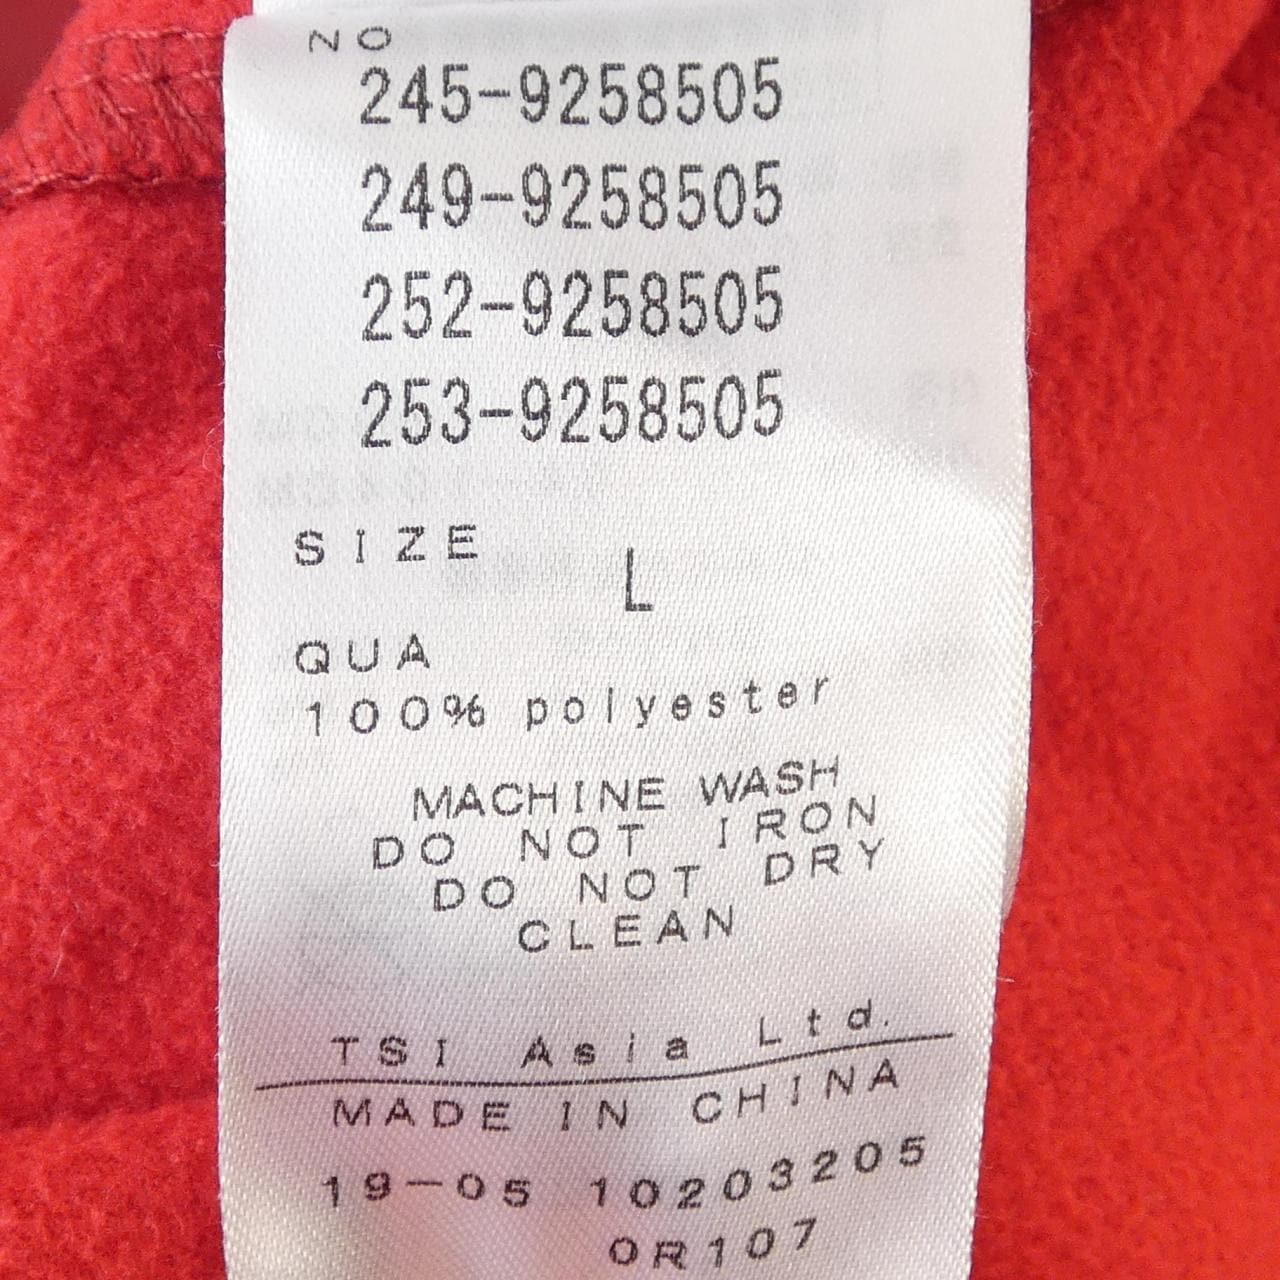 NO
245-9258505
249-9258505
252-9258505
253-9258505
SIZE
L
QUA
100% polyester
MACHINE WASH
DO NOT IRON
DO NOT DRY
CLEAN
TSI Asia Ltd.
MADE IN CHINA
19-05 10203205
0R107